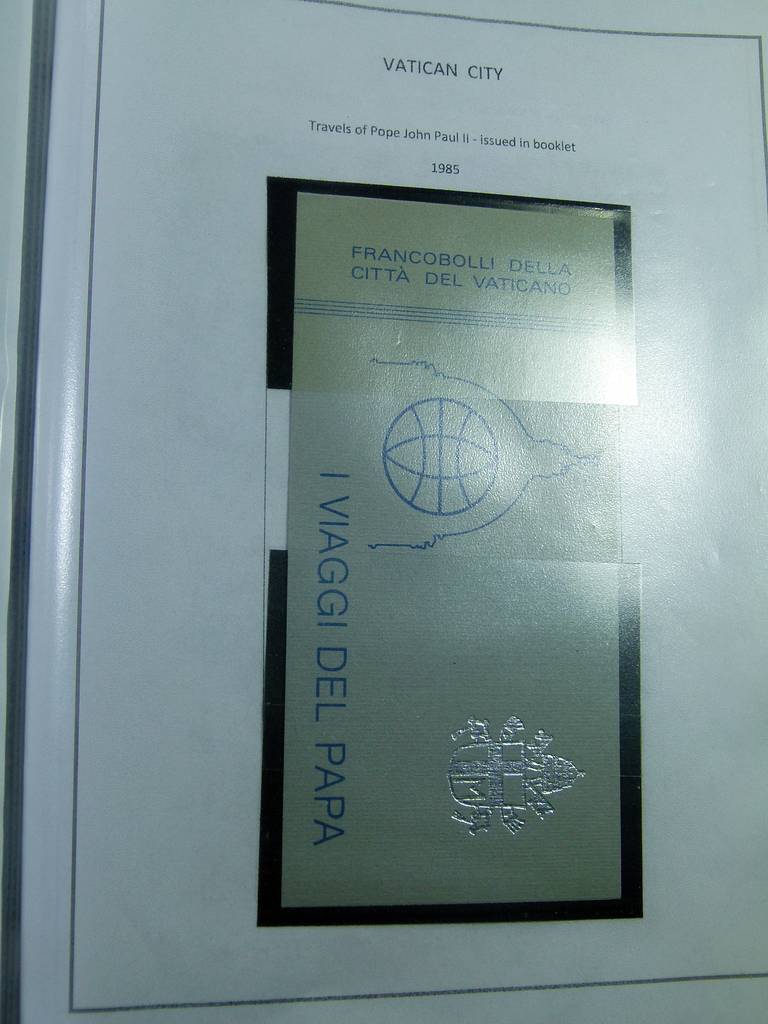 VATICAN CITY
Travels of Pope John Paul II - issued in booklet
1985
FRANCOBOLLI DELLA
CITTÀ DEL VATICANO
I VIAGGI DEL PAPA